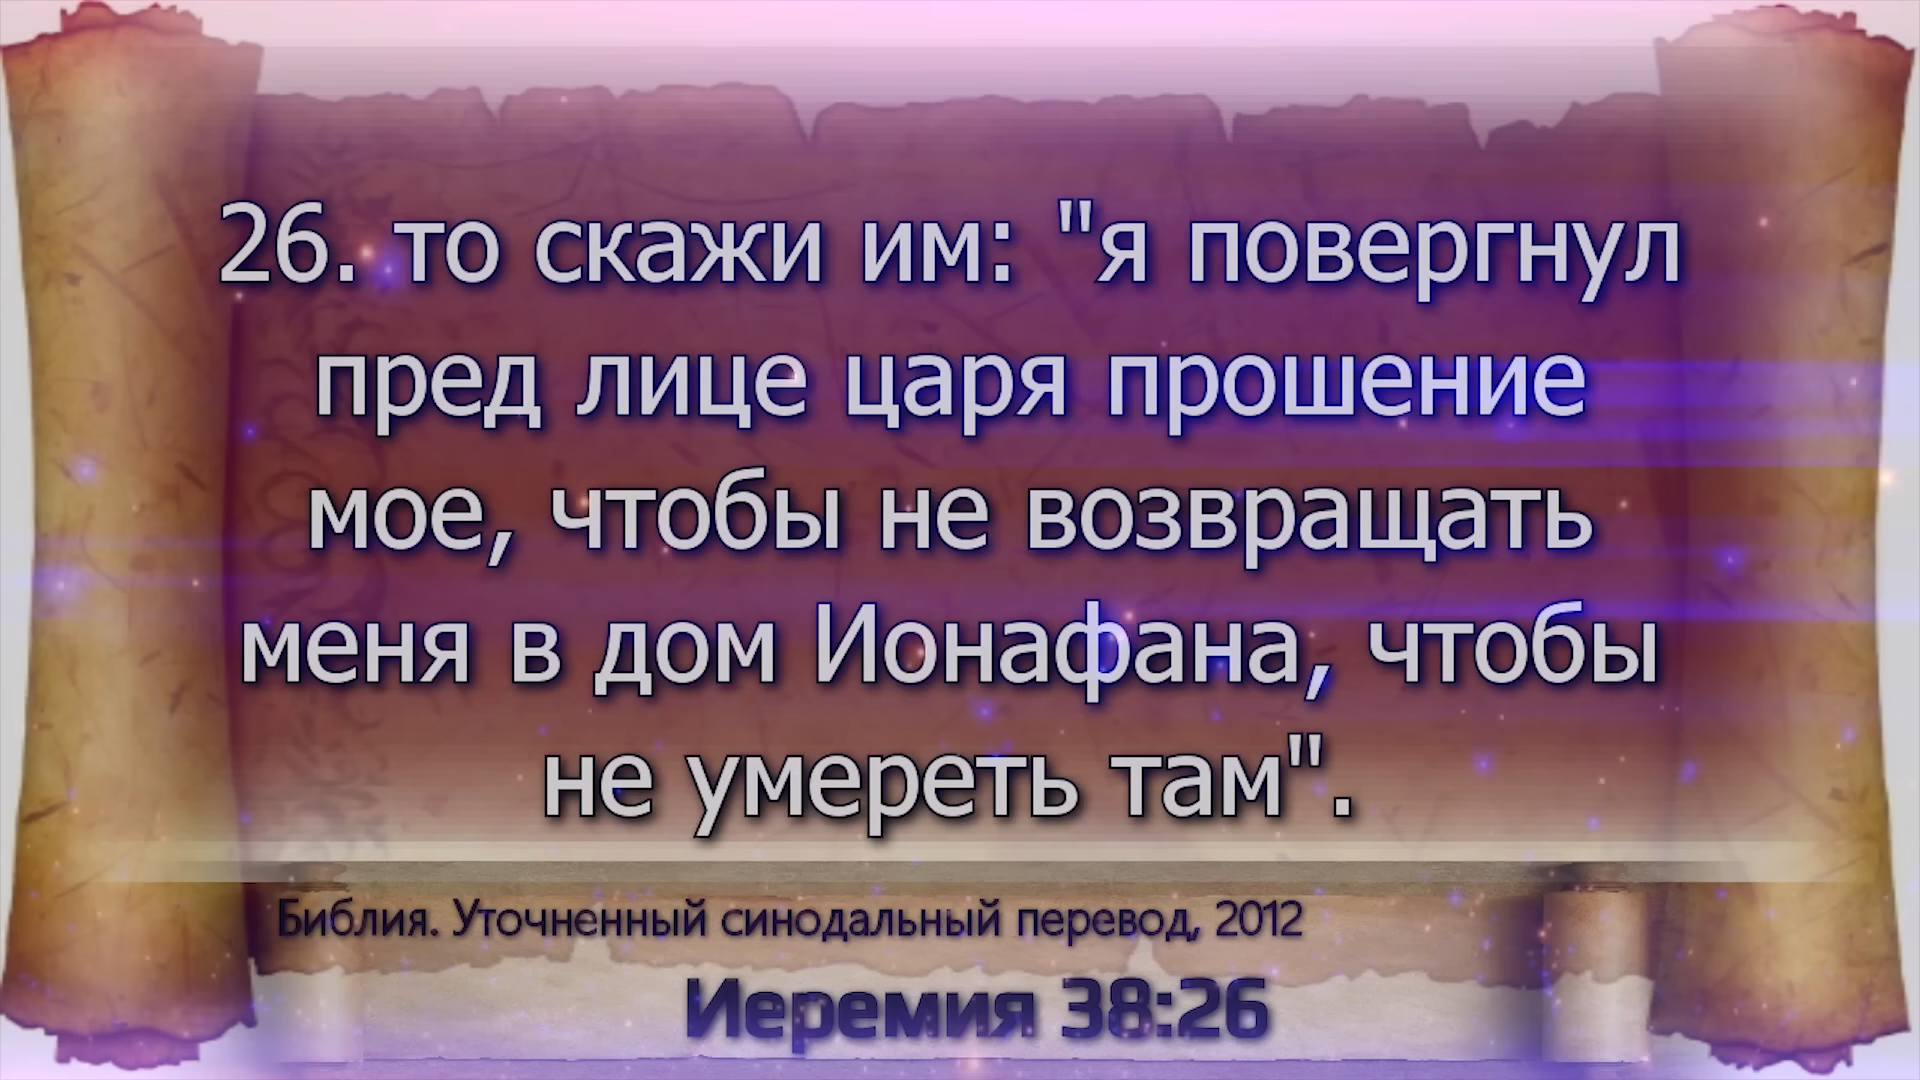 26. то скажи им: "я повергнул
пред лице царя прошение
мое, чтобы не возвращать
меня в дом Ионафана, чтобы
не умереть там".
Библия. Уточненный синодальный перевод, 2012
Иеремия 38:26